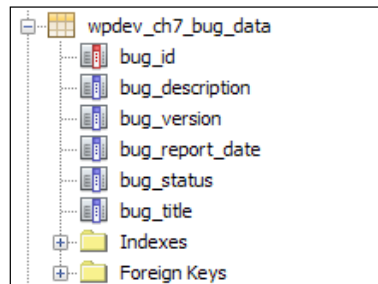 wpdev_ch7_bug_data
bug_id
bug_description
bug_version
bug_report_date
bug_status
bug_title
Indexes
Foreign Keys